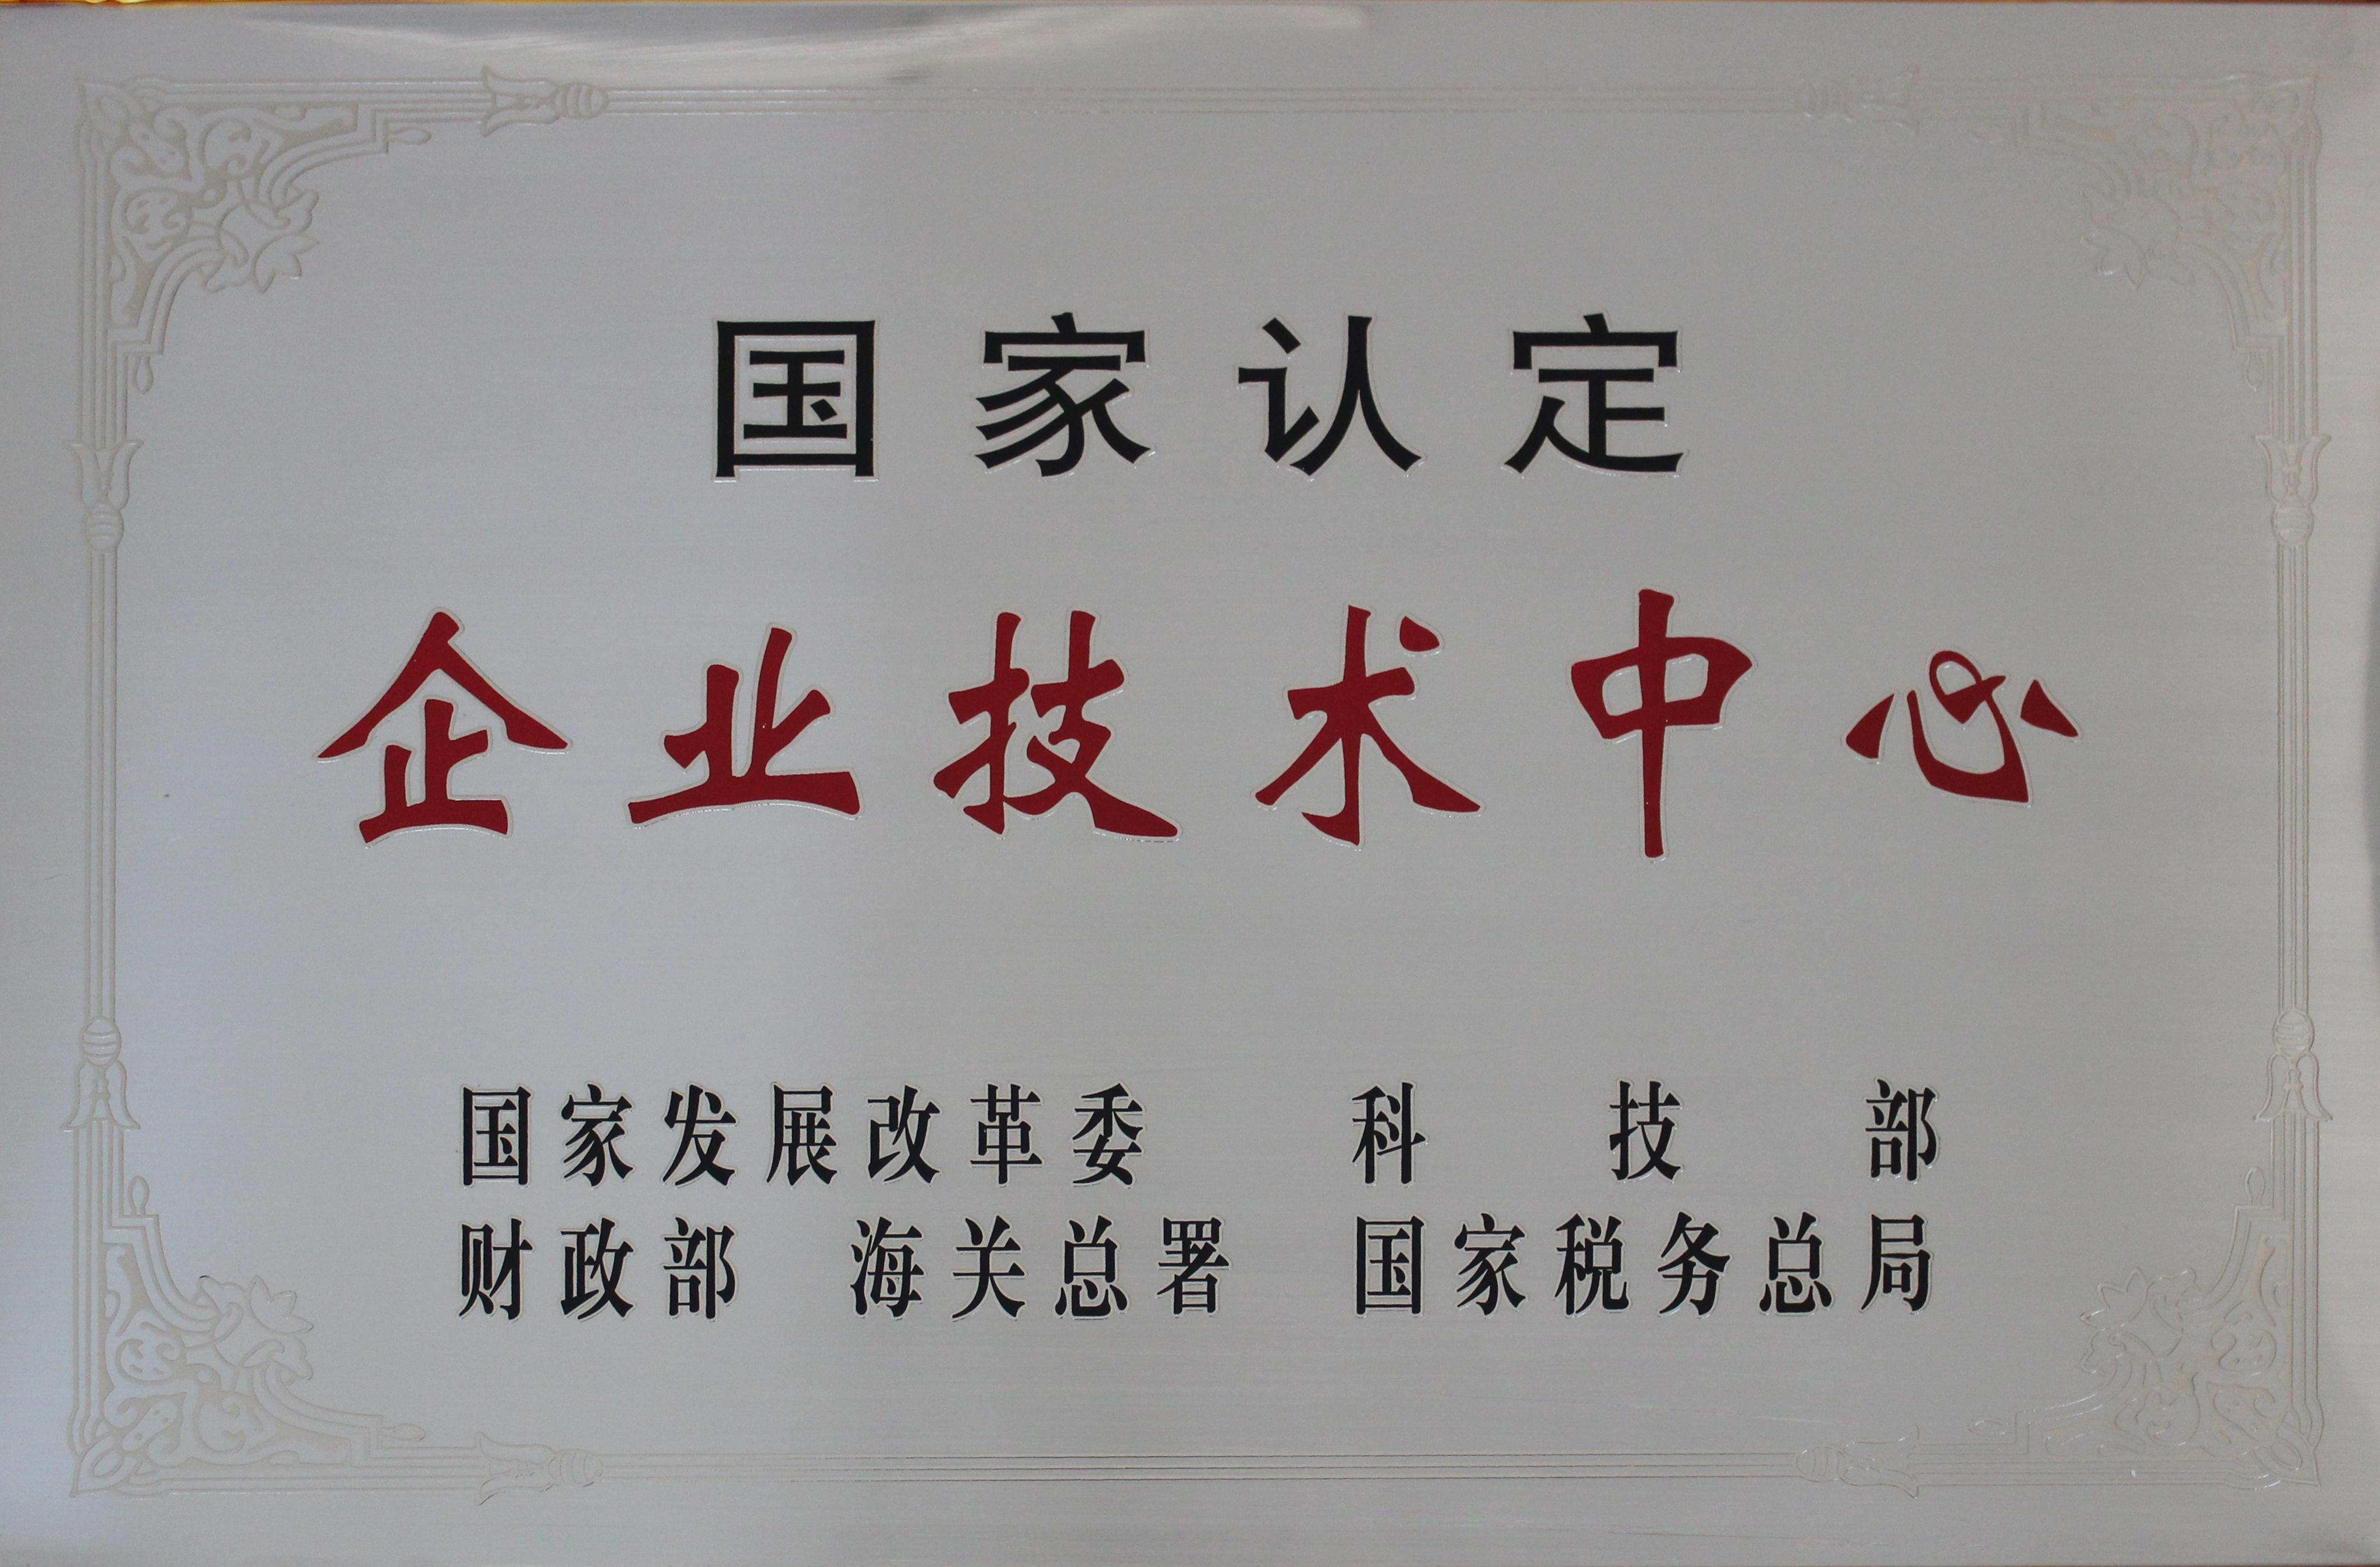 国家认定
企业技术中心
国家发展改革委 科技部
财政部 海关总署 国家税务总局